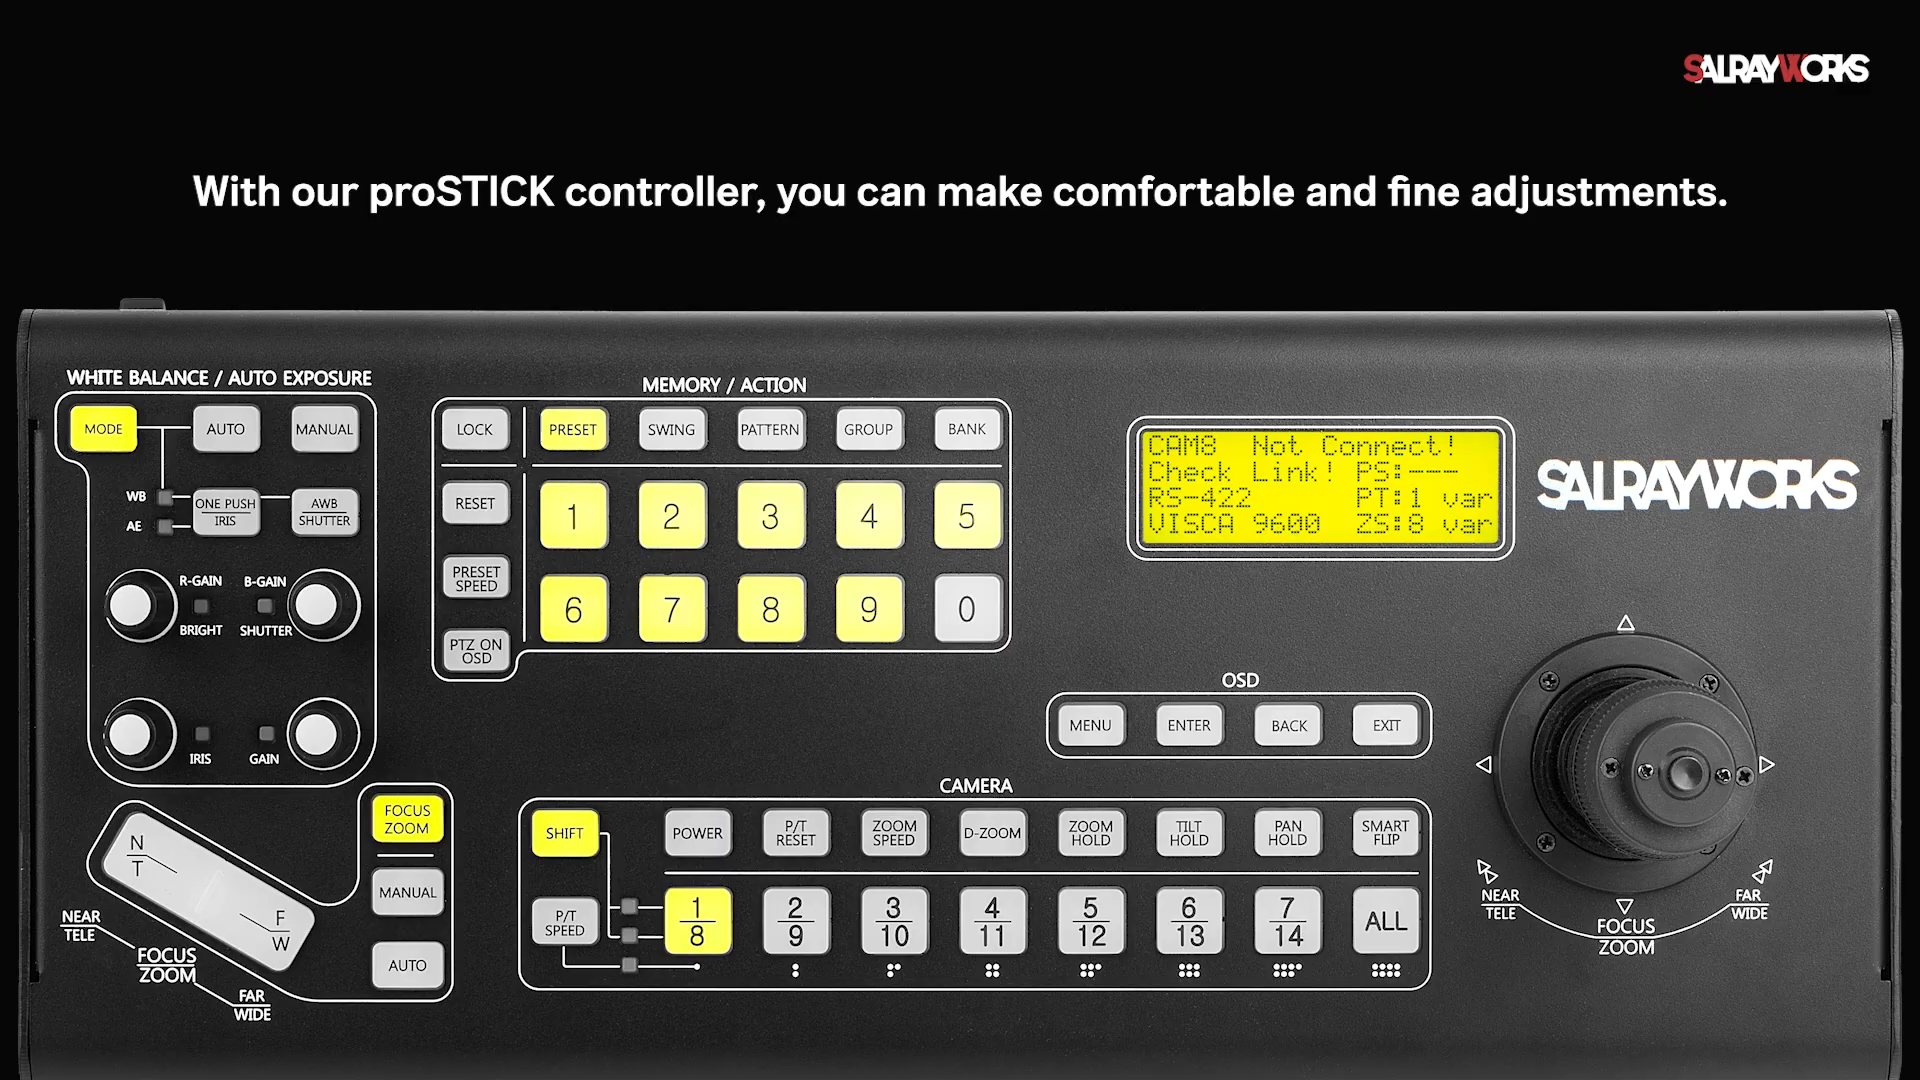 SALRAYWORKS
With our proSTICK controller, you can make comfortable and fine adjustments.
WHITE BALANCE / AUTO EXPOSURE
MODE
AUTO
MANUAL
WB
AE
ONE PUSH
IRIS
AWB
SHUTTER
R-GAIN
BRIGHT
B-GAIN
SHUTTER
IRIS
GAIN
MEMORY / ACTION
LOCK
PRESET
SWING
PATTERN
GROUP
BANK
RESET
1
2
3
4
5
PRESET
SPEED
6
7
8
9
0
PTZ ON
OSD
CAM8 Not Connect!
Check Link! PS:---
RS-422 PT:1 var
VISCA 9600 ZS:8 var
SALRAYWORKS
OSD
MENU
ENTER
BACK
EXIT
FOCUS
ZOOM
MANUAL
AUTO
N
T
F
W
NEAR
TELE
FOCUS
ZOOM
FAR
WIDE
CAMERA
SHIFT
POWER
P/T
RESET
ZOOM
SPEED
D-ZOOM
ZOOM
HOLD
TILT
HOLD
PAN
HOLD
SMART
FLIP
P/T
SPEED
1
8
2
9
3
10
4
11
5
12
6
13
7
14
ALL
NEAR
TELE
FOCUS
ZOOM
FAR
WIDE